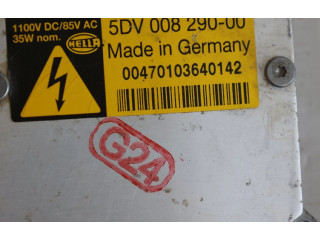 1100V DC/85V AC
35W nom.
HELLA
5DV 008 290-00
Made in Germany
00470103640142
G24